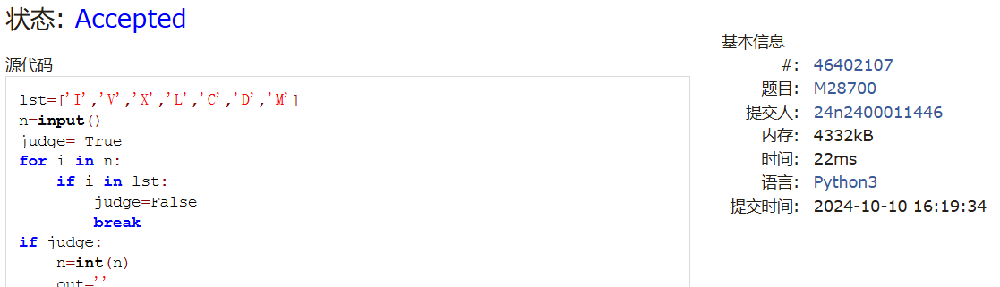 状态: Accepted
源代码
lst=['I','V','X','L','C','D','M']
n=input()
judge= True
for i in n:
    if i in lst:
        judge=False
        break
if judge:
    n=int(n)
    out=''
基本信息
#: 46402107
题目: M28700
提交人: 24n2400011446
内存: 4332kB
时间: 22ms
语言: Python3
提交时间: 2024-10-10 16:19:34